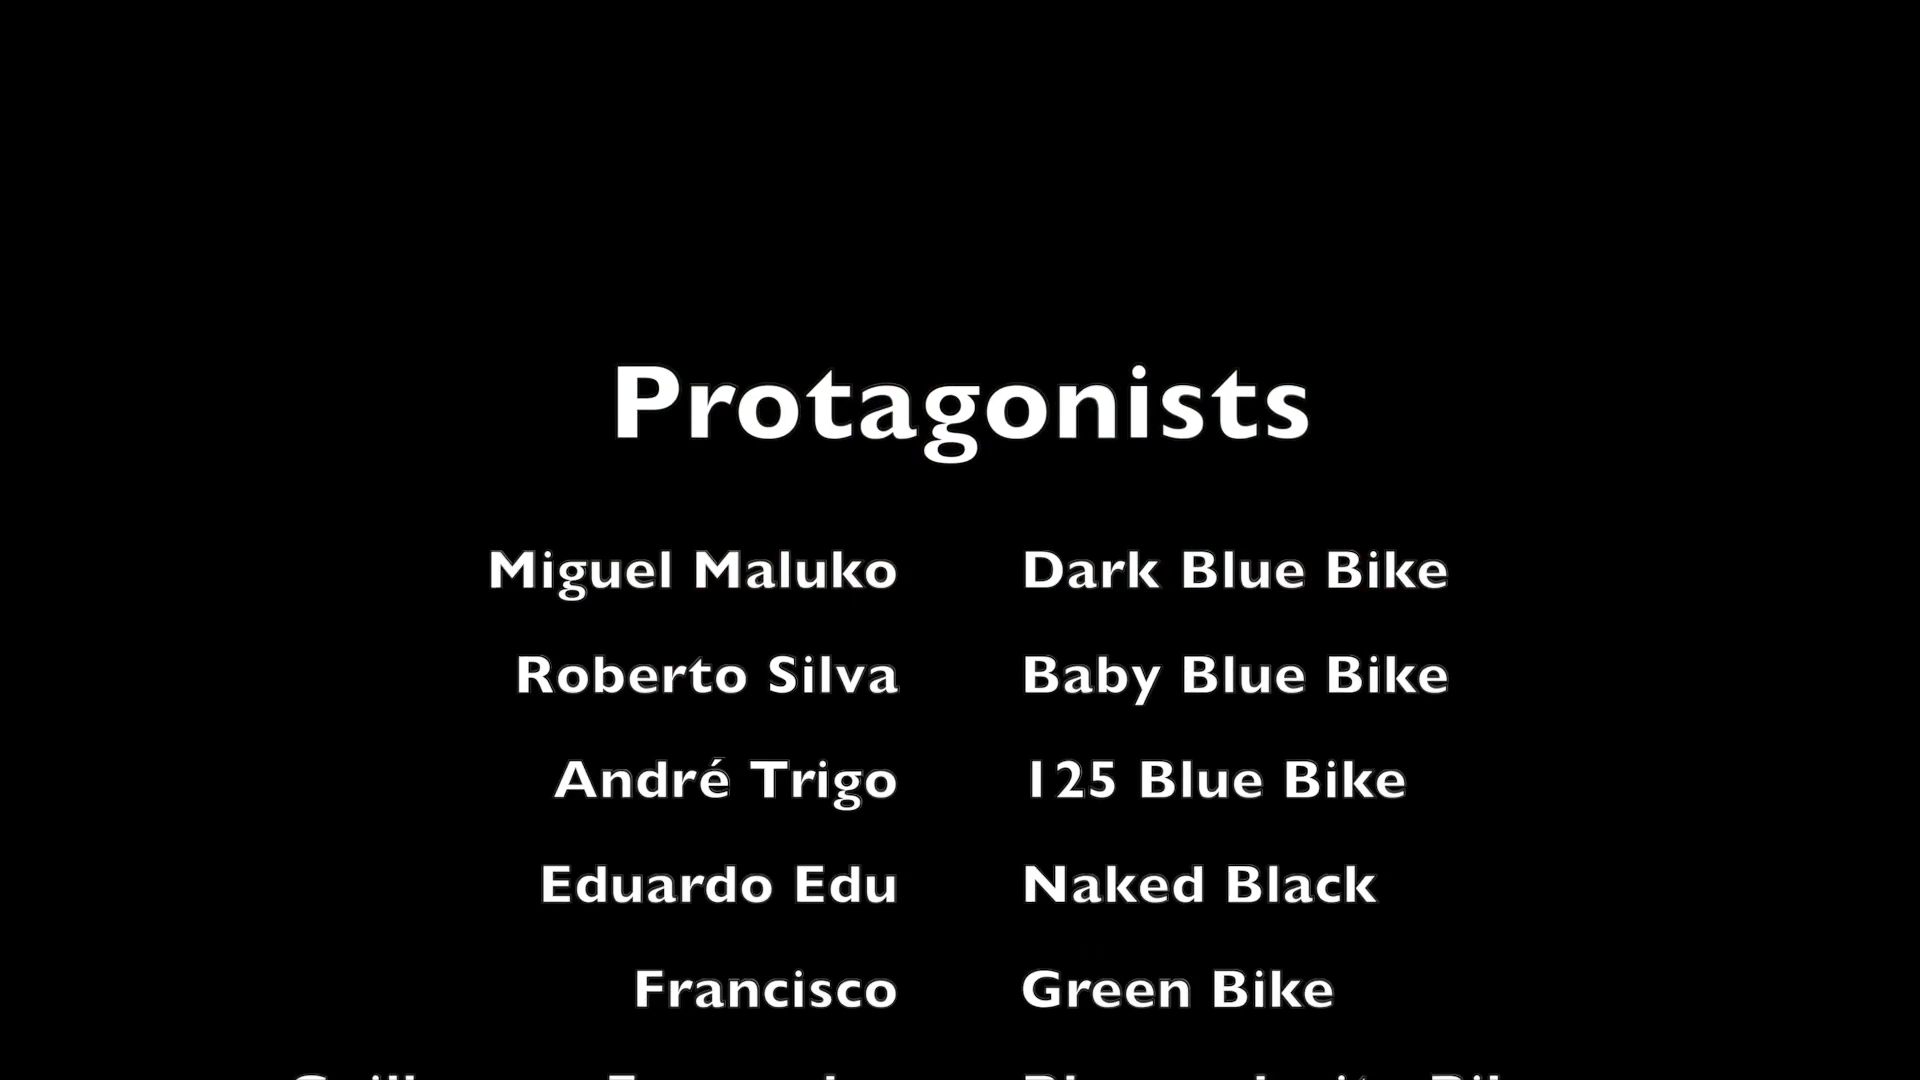 Protagonists
Miguel Maluko Dark Blue Bike
Roberto Silva Baby Blue Bike
André Trigo 125 Blue Bike
Eduardo Edu Naked Black
Francisco Green Bike